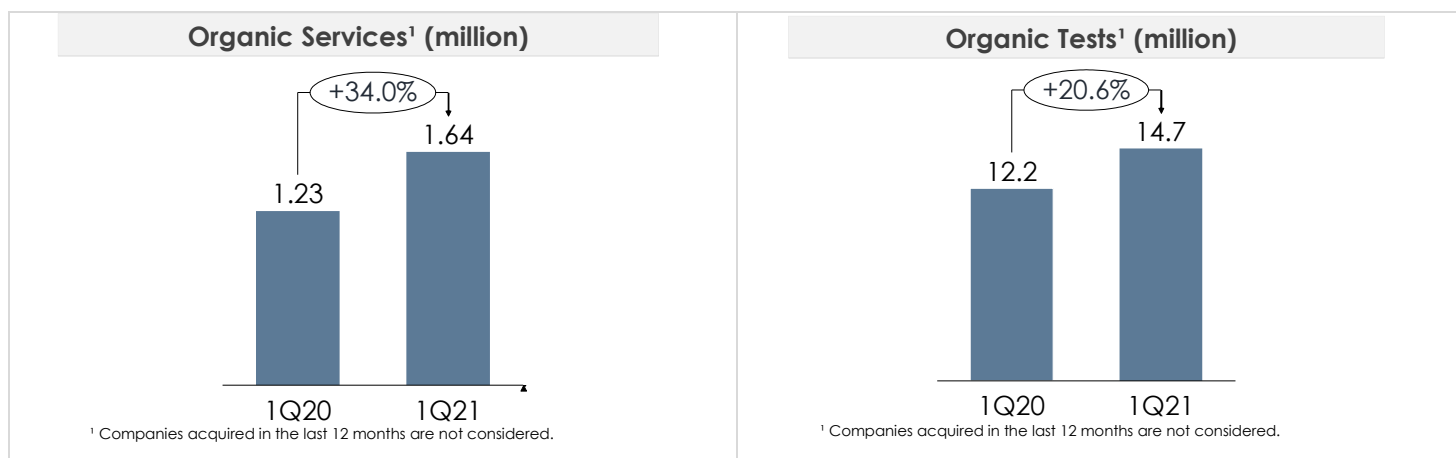 Organic Services¹ (million)
+34.0%
1.64
1.23
1Q20 1Q21
¹ Companies acquired in the last 12 months are not considered.
Organic Tests¹ (million)
+20.6%
14.7
12.2
1Q20 1Q21
¹ Companies acquired in the last 12 months are not considered.